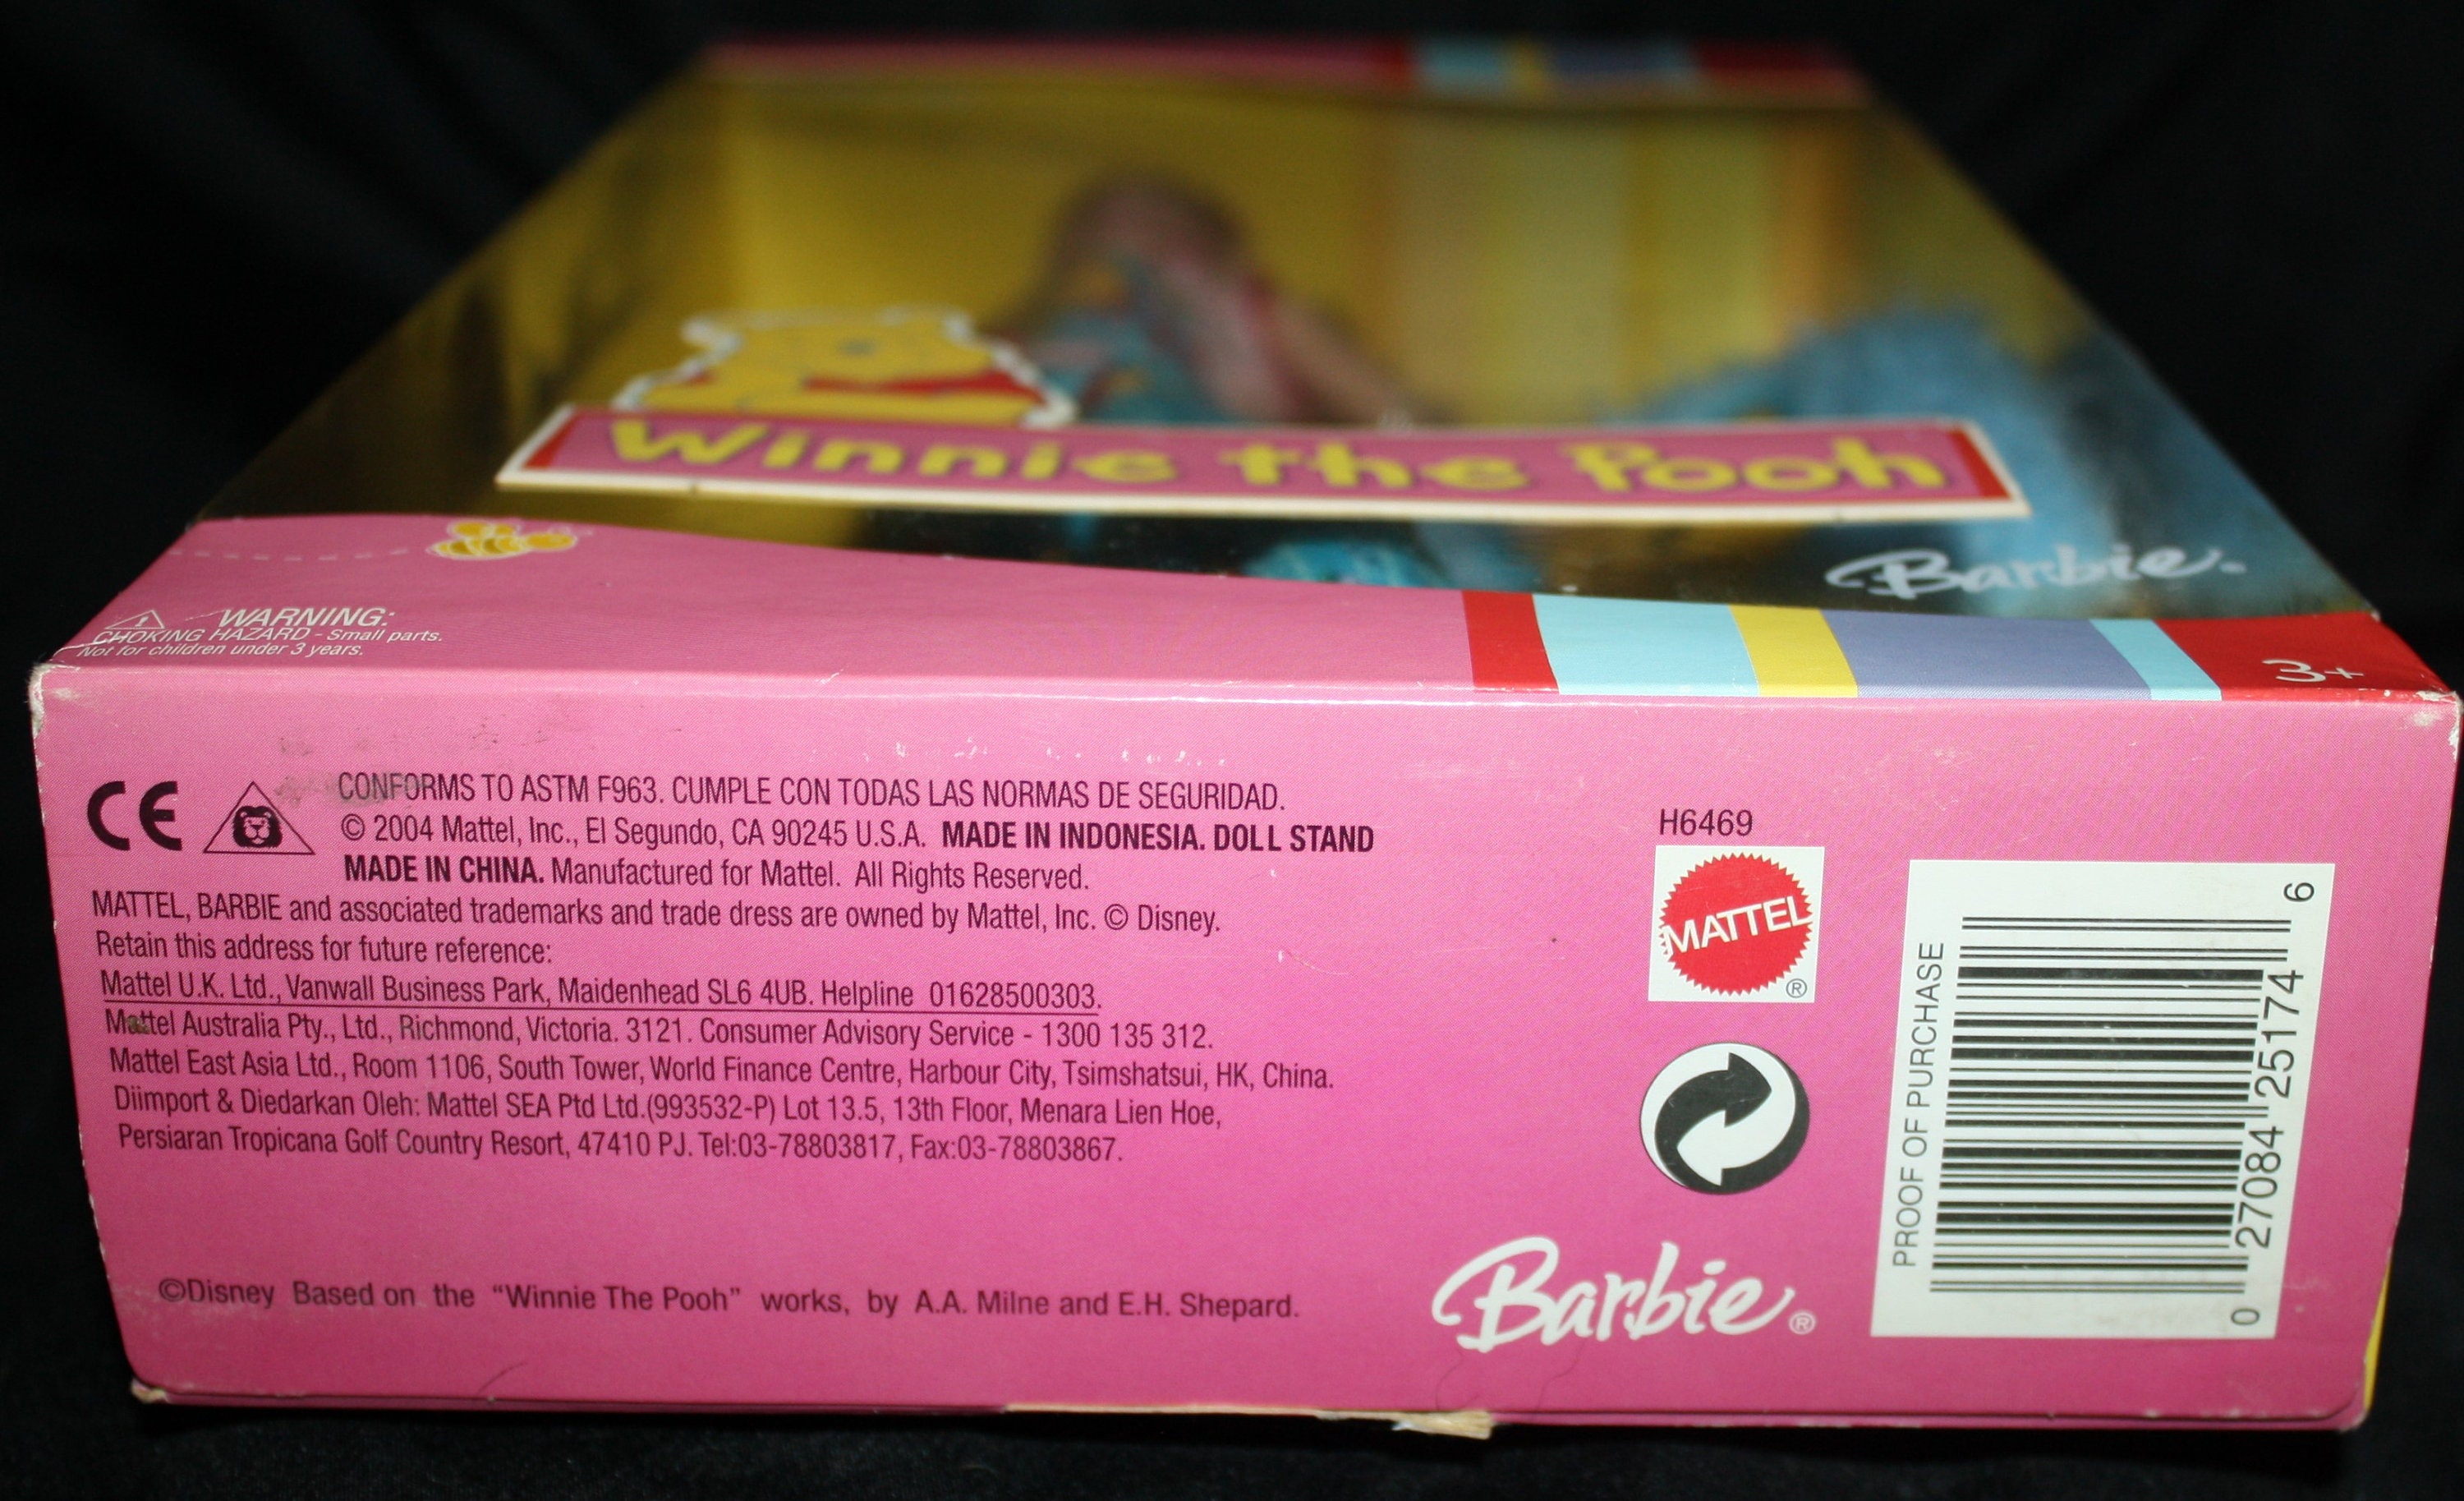 Winnie the Pooh
Barbie
WARNING:
CHOKING HAZARD - Small parts.
Not for children under 3 years.
3+
CE
CONFORMS TO ASTM F963. CUMPLE CON TODAS LAS NORMAS DE SEGURIDAD.
© 2004 Mattel, Inc., El Segundo, CA 90245 U.S.A. MADE IN INDONESIA. DOLL STAND
MADE IN CHINA. Manufactured for Mattel. All Rights Reserved.
MATTEL, BARBIE and associated trademarks and trade dress are owned by Mattel, Inc. © Disney.
Retain this address for future reference:
Mattel U.K. Ltd., Vanwall Business Park, Maidenhead SL6 4UB. Helpline 01628500303.
Mattel Australia Pty., Ltd., Richmond, Victoria. 3121. Consumer Advisory Service - 1300 135 312.
Mattel East Asia Ltd., Room 1106, South Tower, World Finance Centre, Harbour City, Tsimshatsui, HK, China.
Diimport & Diedarkan Oleh: Mattel SEA Ptd Ltd.(993532-P) Lot 13.5, 13th Floor, Menara Lien Hoe,
Persiaran Tropicana Golf Country Resort, 47410 PJ. Tel:03-78803817, Fax:03-78803867.
©Disney Based on the “Winnie The Pooh” works, by A.A. Milne and E.H. Shepard.
H6469
MATTEL®
Barbie®
PROOF OF PURCHASE
0 27084 25174 6